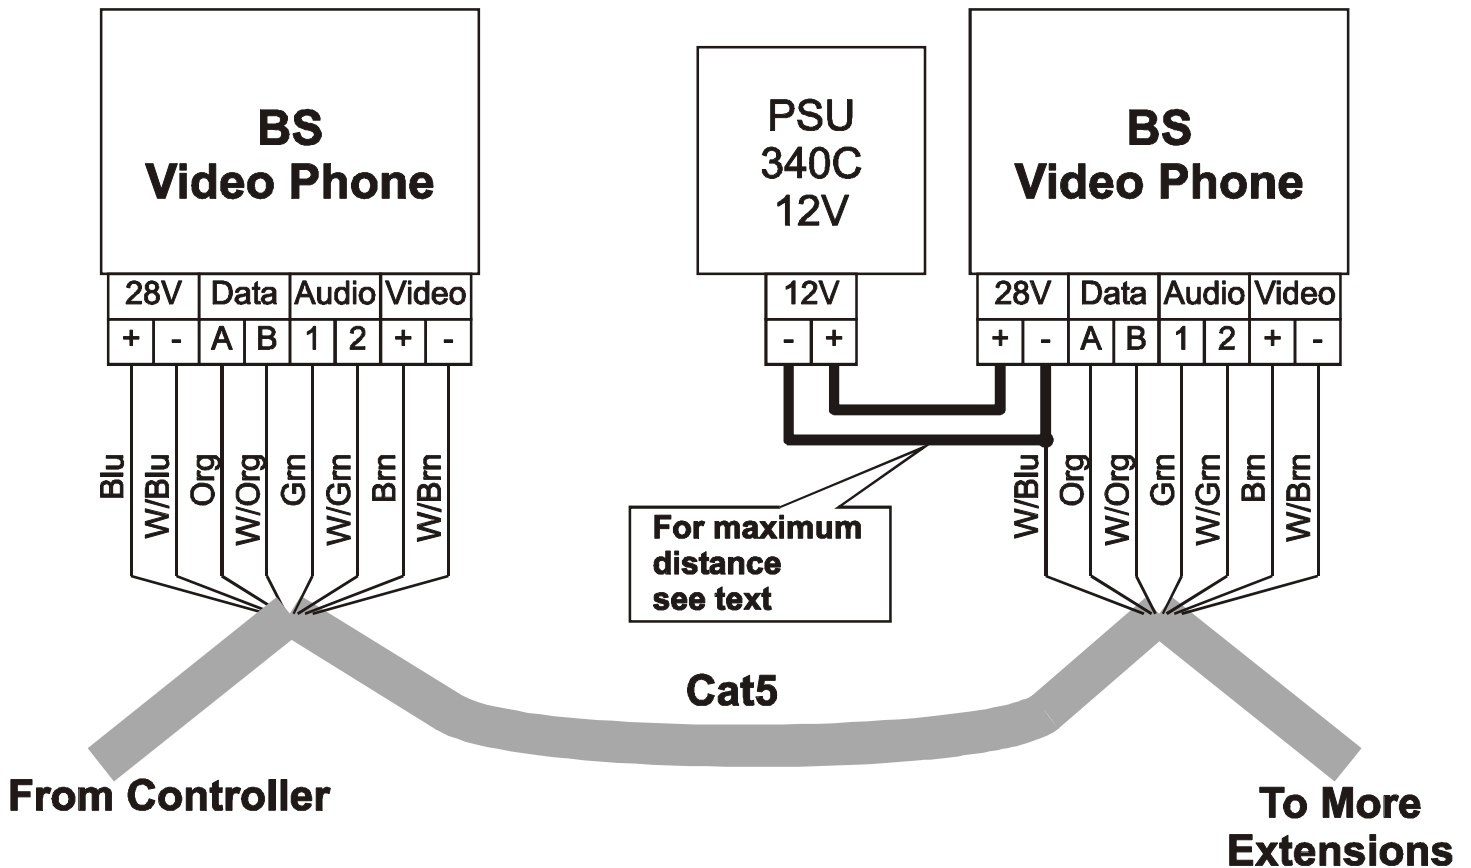 BS
Video Phone
28V Data Audio Video
+ - A B 1 2 + -
Blu
W/Blu
Org
W/Org
Grn
W/Grn
Brn
W/Brn
PSU
340C
12V
12V
- +
BS
Video Phone
28V Data Audio Video
+ - A B 1 2 + -
W/Blu
Org
W/Org
Grn
W/Grn
Brn
W/Brn
For maximum
distance
see text
Cat5
From Controller
To More
Extensions